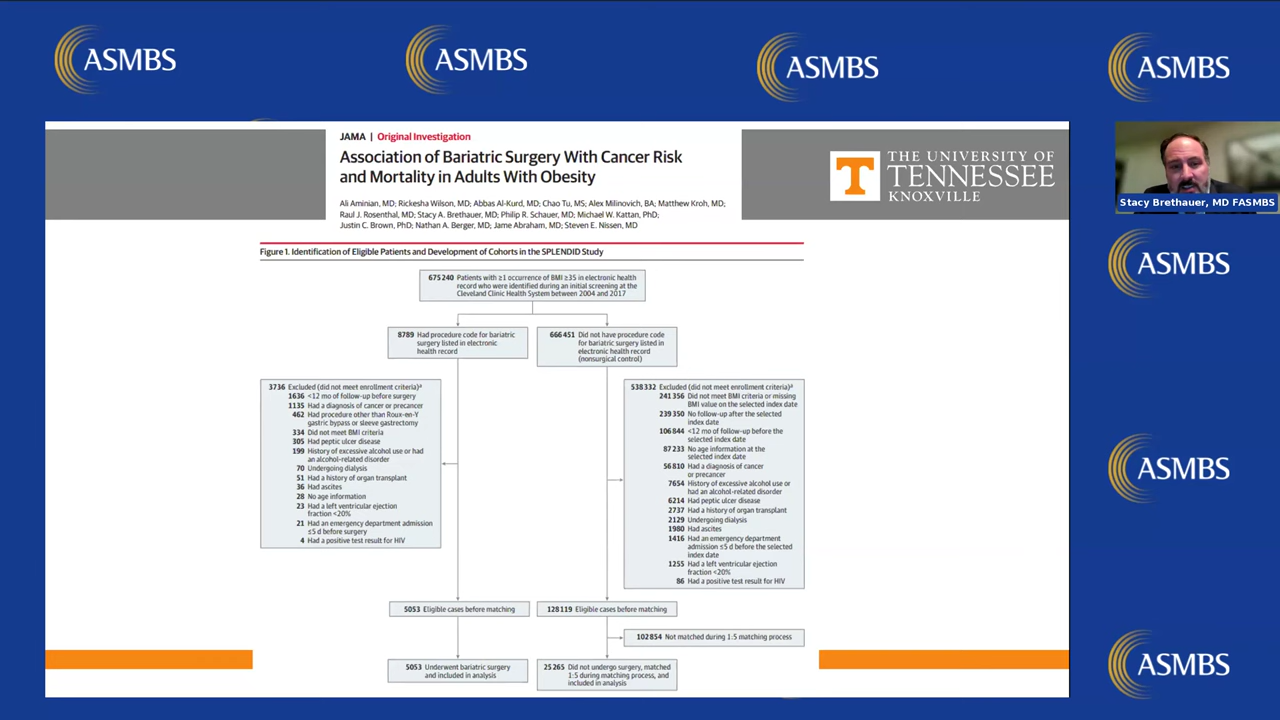 ASMBS
ASMBS
ASMBS
ASMBS
JAMA | Original Investigation
Association of Bariatric Surgery With Cancer Risk
and Mortality in Adults With Obesity
Ali Aminian, MD; Rickesha Wilson, MD; Abbas Al-Kurd, MD; Chao Tu, MS; Alex Milinovich, BA; Matthew Kroh, MD;
Raul J. Rosenthal, MD; Stacy A. Brethauer, MD; Philip R. Schauer, MD; Michael W. Kattan, PhD;
Justin C. Brown, PhD; Nathan A. Berger, MD; Jame Abraham, MD; Steven E. Nissen, MD
T
THE UNIVERSITY OF
TENNESSEE
KNOXVILLE
Stacy Brethauer, MD FASMBS
Figure 1. Identification of Eligible Patients and Development of Cohorts in the SPLENDID Study
675 240 Patients with ≥1 occurrence of BMI ≥35 in electronic health
record who were identified during an initial screening at the
Cleveland Clinic Health System between 2004 and 2017
8789 Had procedure code for bariatric
surgery listed in electronic
health record
666 451 Did not have procedure code
for bariatric surgery listed in
electronic health record
(nonsurgical control)
3736 Excluded (did not meet enrollment criteria)a
1636 <12 mo of follow-up before surgery
1135 Had a diagnosis of cancer or precancer
462 Had procedure other than Roux-en-Y
gastric bypass or sleeve gastrectomy
334 Did not meet BMI criteria
305 Had peptic ulcer disease
199 History of excessive alcohol use or had
an alcohol-related disorder
70 Undergoing dialysis
51 Had a history of organ transplant
36 Had ascites
28 No age information
23 Had a left ventricular ejection
fraction <20%
21 Had an emergency department admission
≤5 d before surgery
4 Had a positive test result for HIV
538 332 Excluded (did not meet enrollment criteria)a
241 356 Did not meet BMI criteria or missing
BMI value on the selected index date
239 350 No follow-up after the selected
index date
106 844 <12 mo of follow-up before the
selected index date
87 233 No age information at the
selected index date
56 810 Had a diagnosis of cancer
or precancer
7654 History of excessive alcohol use or
had an alcohol-related disorder
6214 Had peptic ulcer disease
2737 Had a history of organ transplant
2129 Undergoing dialysis
1980 Had ascites
1416 Had an emergency department
admission ≤5 d before the selected
index date
1255 Had a left ventricular ejection
fraction <20%
86 Had a positive test result for HIV
5053 Eligible cases before matching
128 119 Eligible cases before matching
102 854 Not matched during 1:5 matching process
5053 Underwent bariatric surgery
and included in analysis
25 265 Did not undergo surgery, matched
1:5 during matching process, and
included in analysis
ASMBS
ASMBS
ASMBS